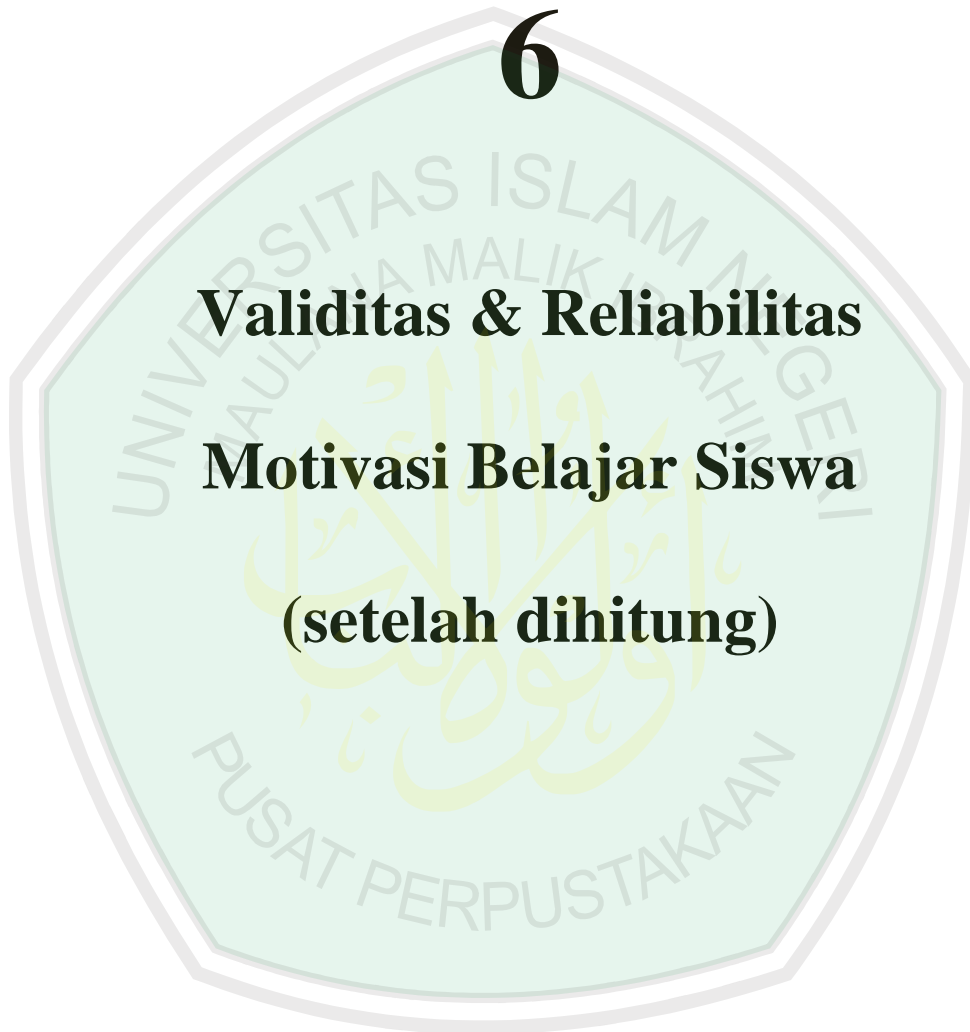 6
UNIVERSITAS ISLAM NEGERI
MAULANA MALIK IBRAHIM
Validitas & Reliabilitas
Motivasi Belajar Siswa
(setelah dihitung)
PUSAT PERPUSTAKAAN